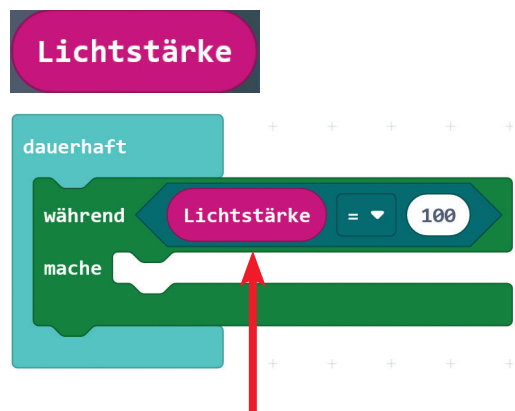 Lichtstärke
dauerhaft
während Lichtstärke = 100
mache